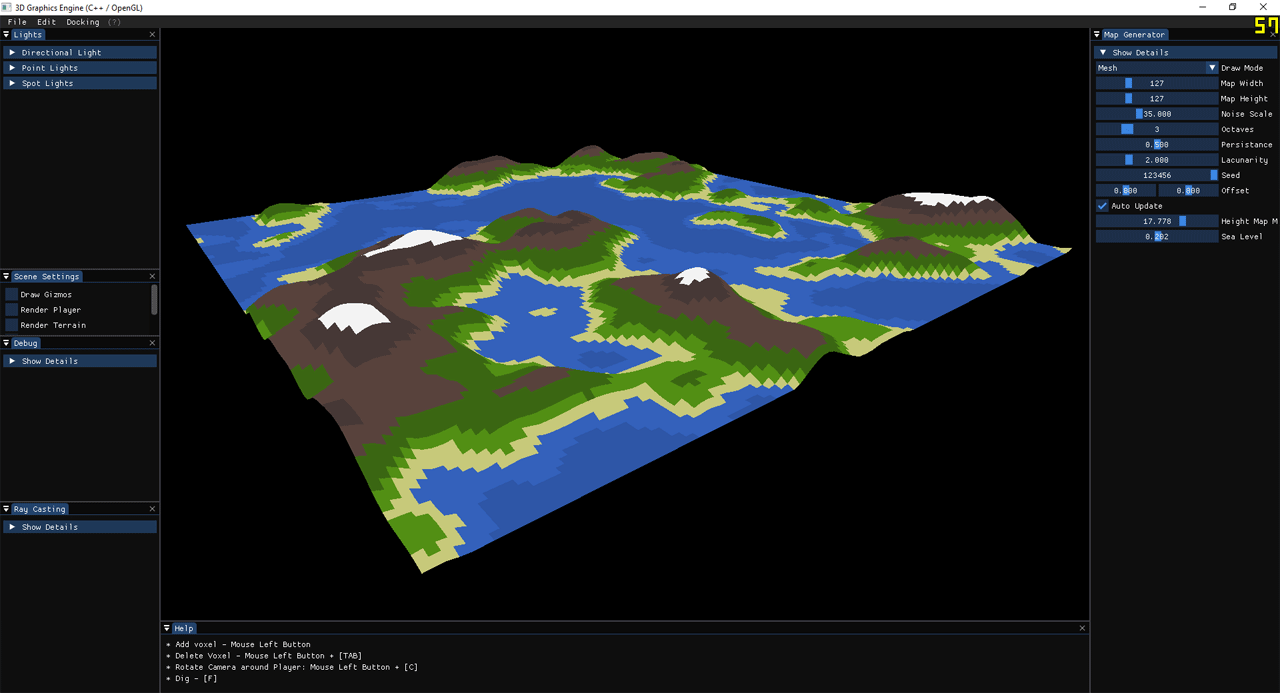 3D Graphics Engine (C++ / OpenGL)
File Edit Docking (?)
57
Lights
Directional Light
Point Lights
Spot Lights
Scene Settings
Draw Gizmos
Render Player
Render Terrain
Debug
Show Details
Ray Casting
Show Details
Map Generator
Show Details
Mesh Draw Mode
127 Map Width
127 Map Height
35.000 Noise Scale
3 Octaves
0.500 Persistance
2.000 Lacunarity
123456 Seed
0.000 0.000 Offset
Auto Update
17.778 Height Map M
0.202 Sea Level
Help
* Add voxel - Mouse Left Button
* Delete Voxel - Mouse Left Button + [TAB]
* Rotate Camera around Player: Mouse Left Button + [C]
* Dig - [F]